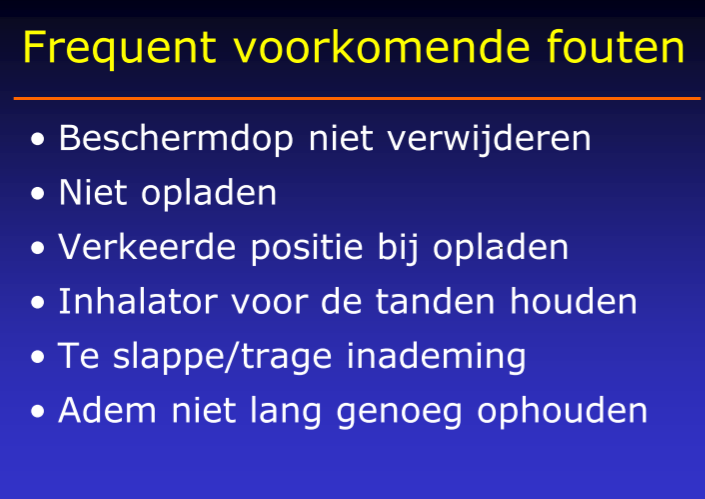 Frequent voorkomende fouten
• Beschermdop niet verwijderen
• Niet opladen
• Verkeerde positie bij opladen
• Inhalator voor de tanden houden
• Te slappe/trage inademing
• Adem niet lang genoeg ophouden